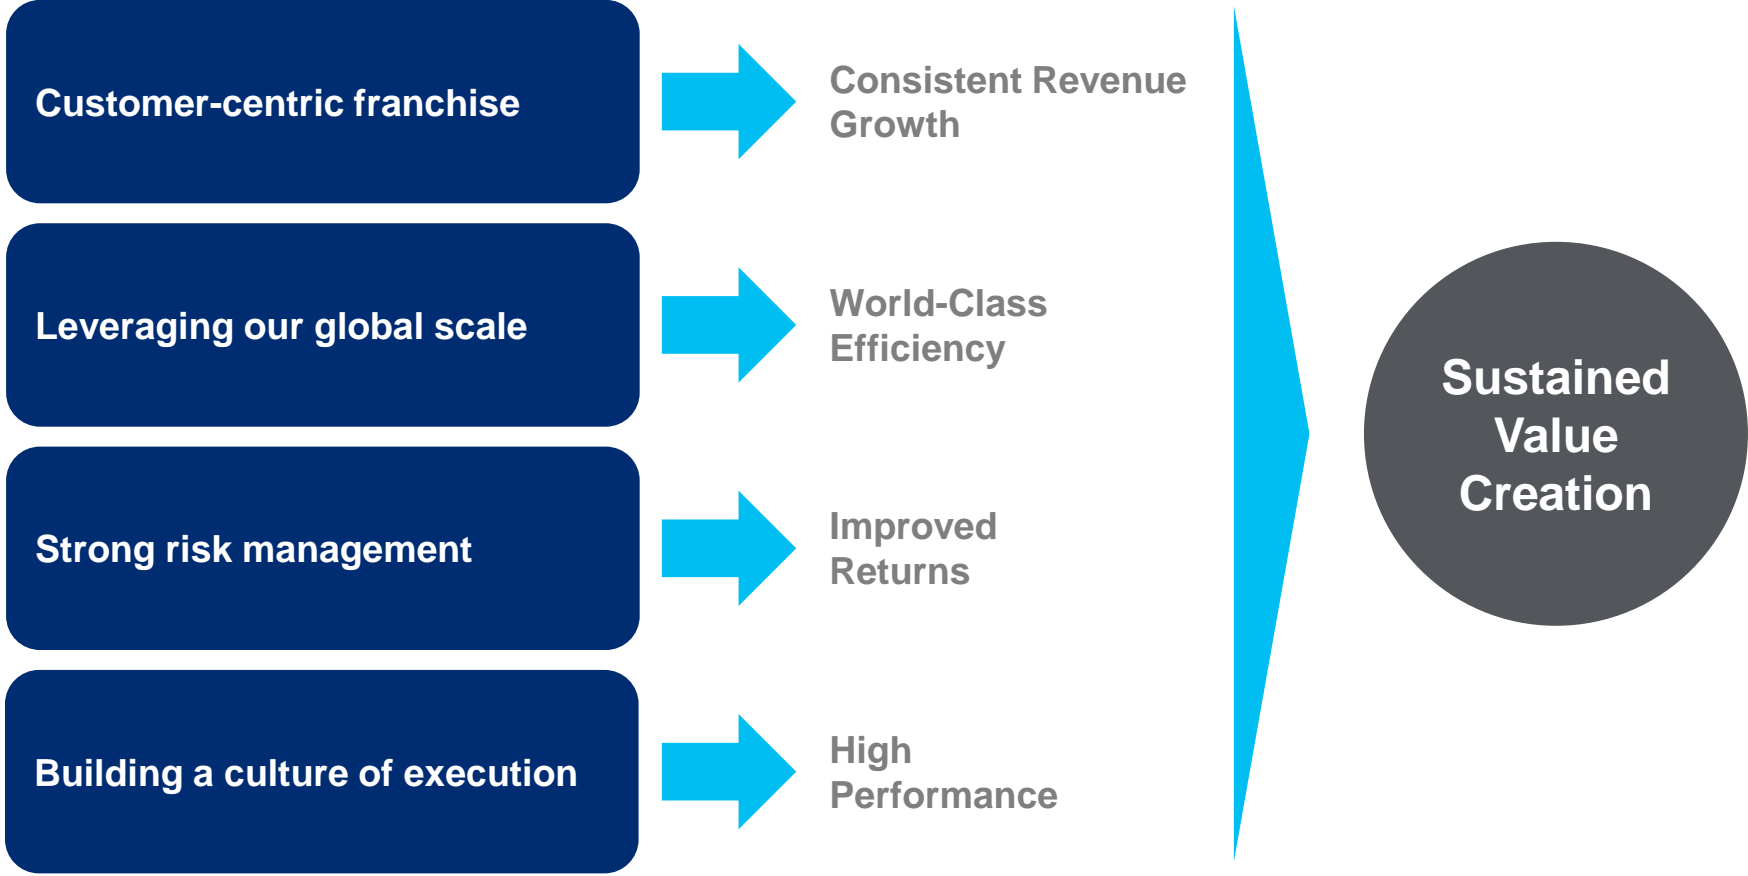 Customer-centric franchise
Consistent Revenue
Growth
Leveraging our global scale
World-Class
Efficiency
Strong risk management
Improved
Returns
Building a culture of execution
High
Performance
Sustained
Value
Creation